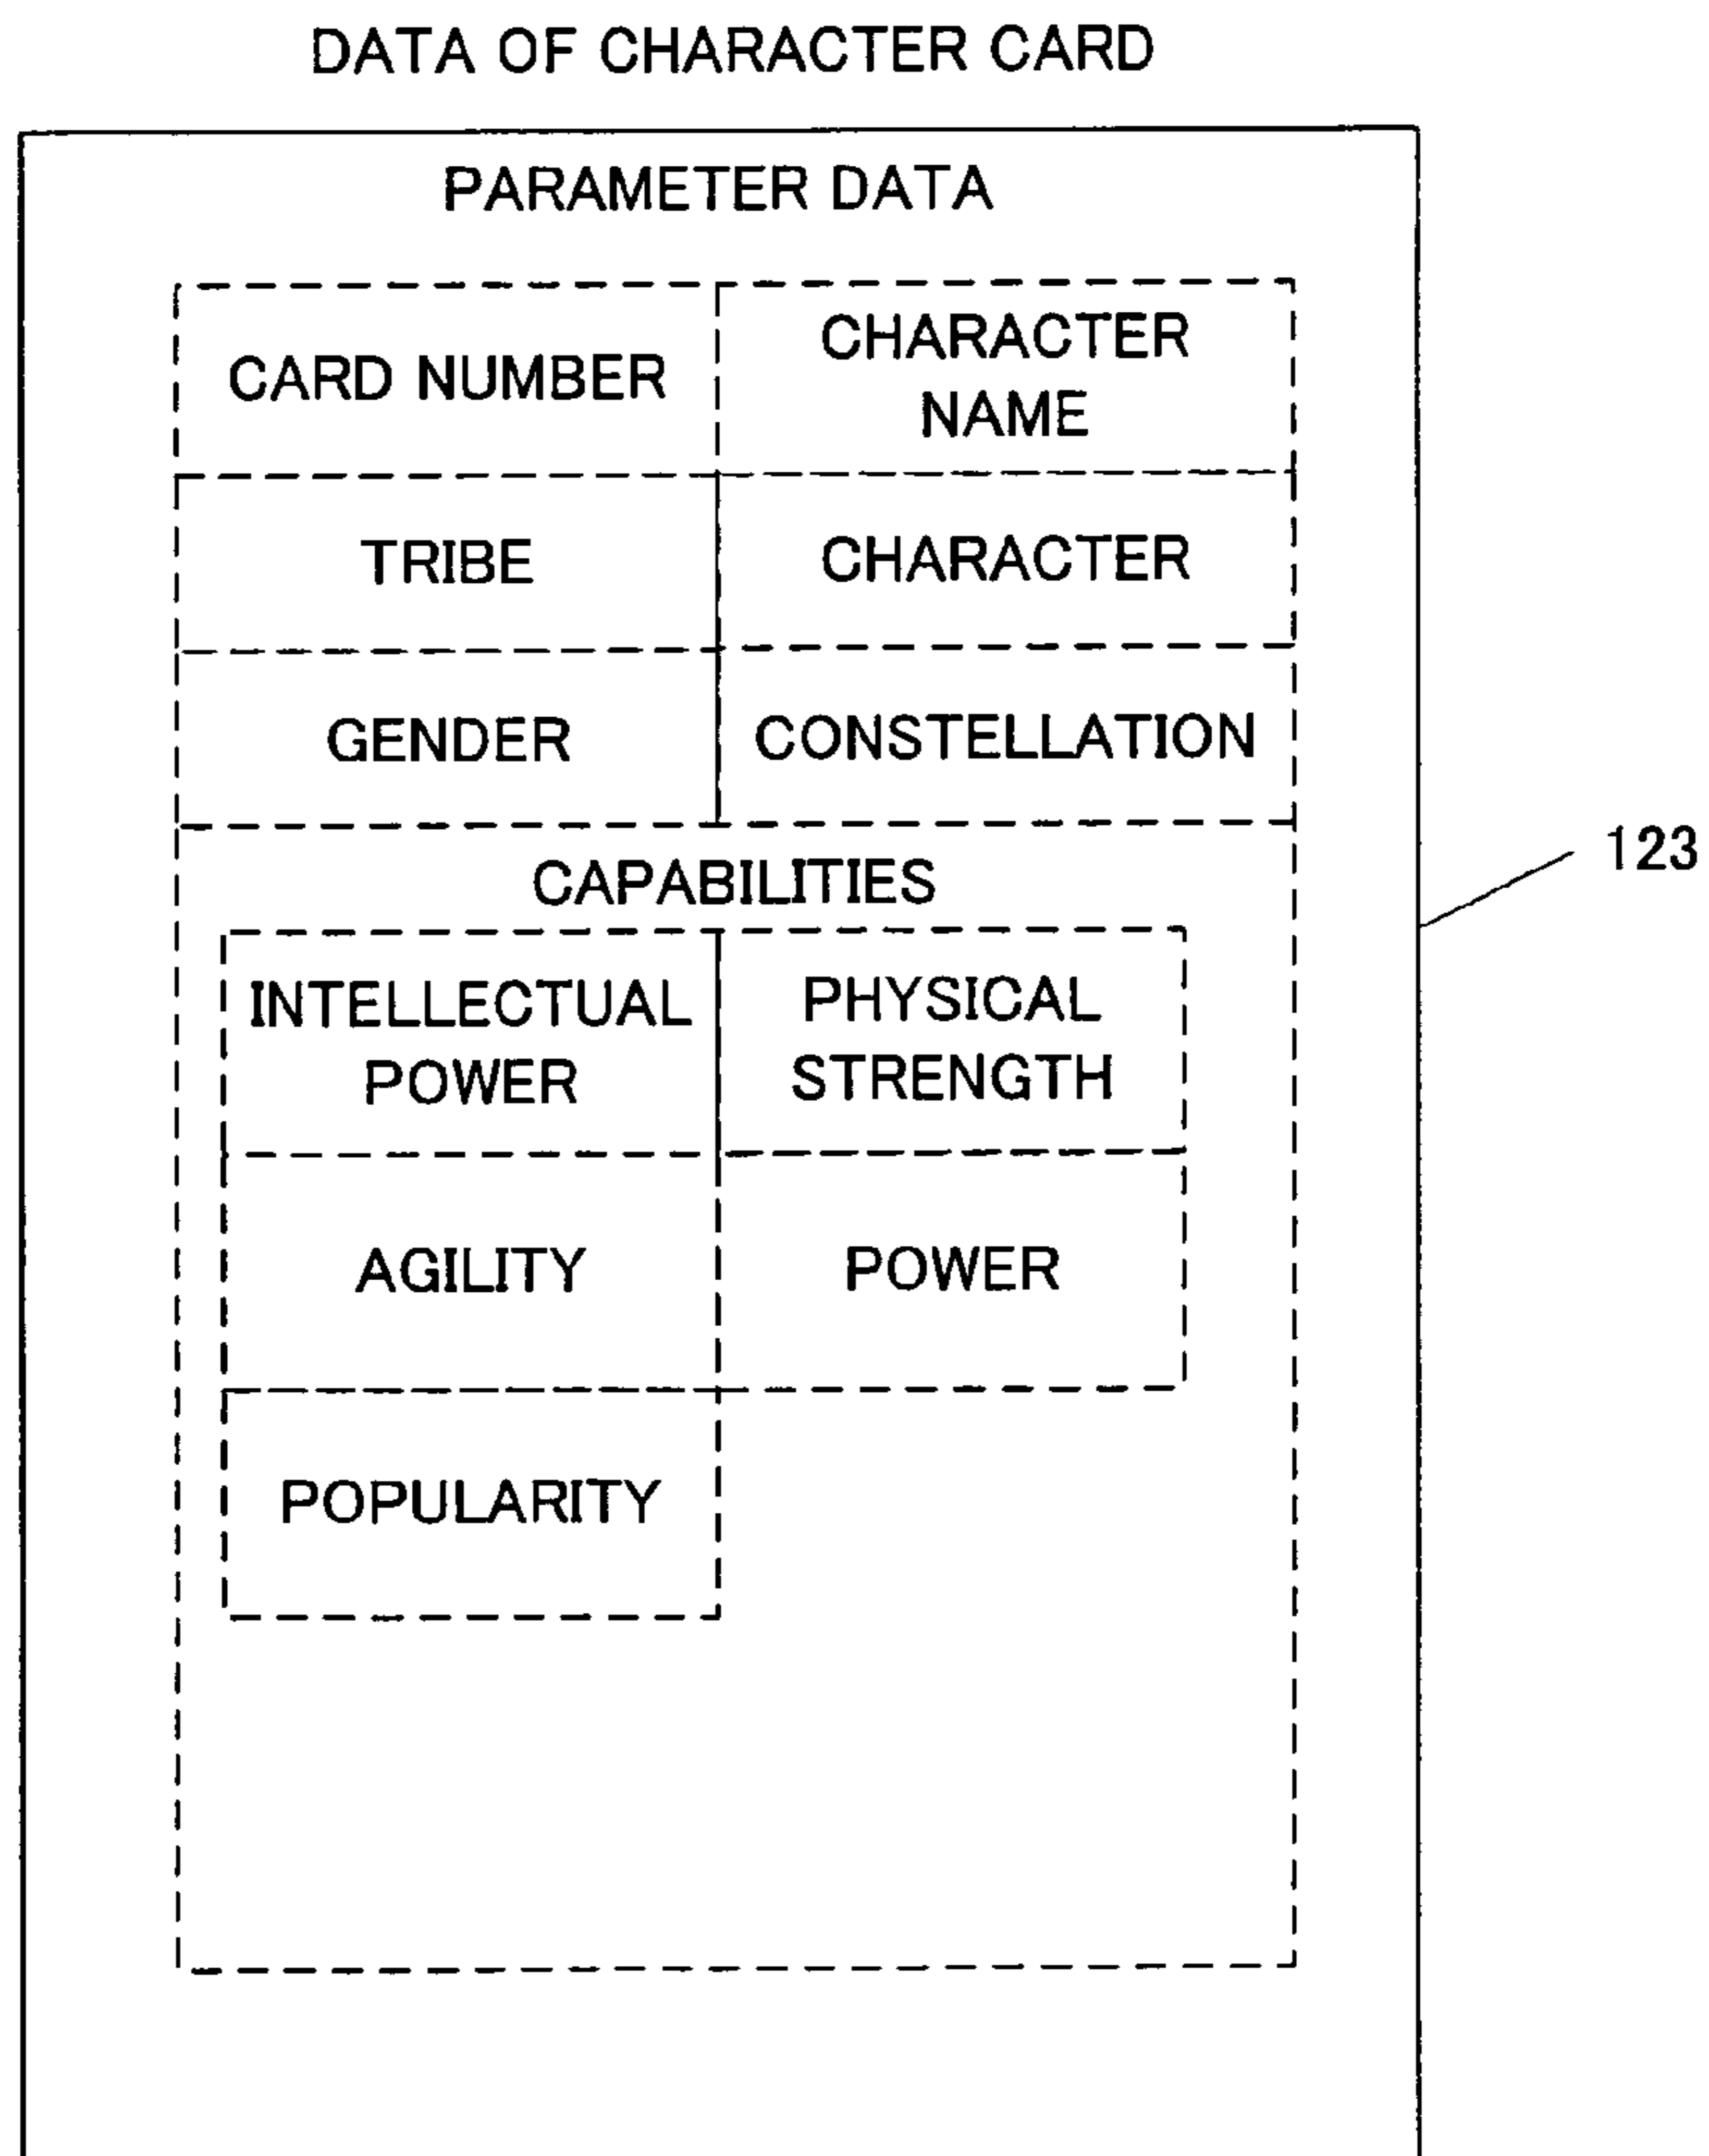 DATA OF CHARACTER CARD
PARAMETER DATA
CARD NUMBER
CHARACTER
NAME
TRIBE
CHARACTER
GENDER
CONSTELLATION
CAPABILITIES
INTELLECTUAL
POWER
PHYSICAL
STRENGTH
AGILITY
POWER
POPULARITY
123